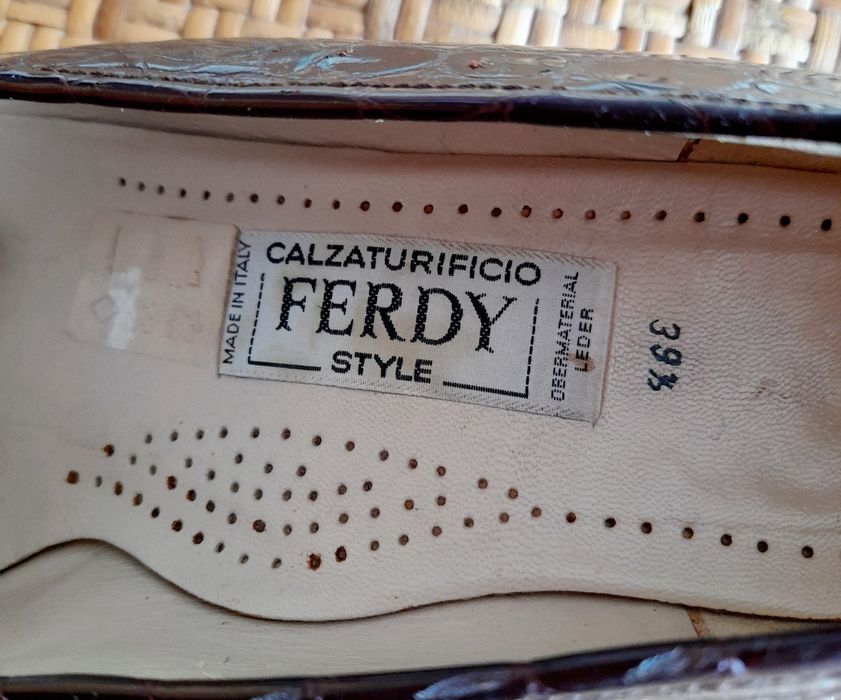 MADE IN ITALY
CALZATURIFICIO
FERDY
STYLE
OBERMATERIAL
LEDER
39½